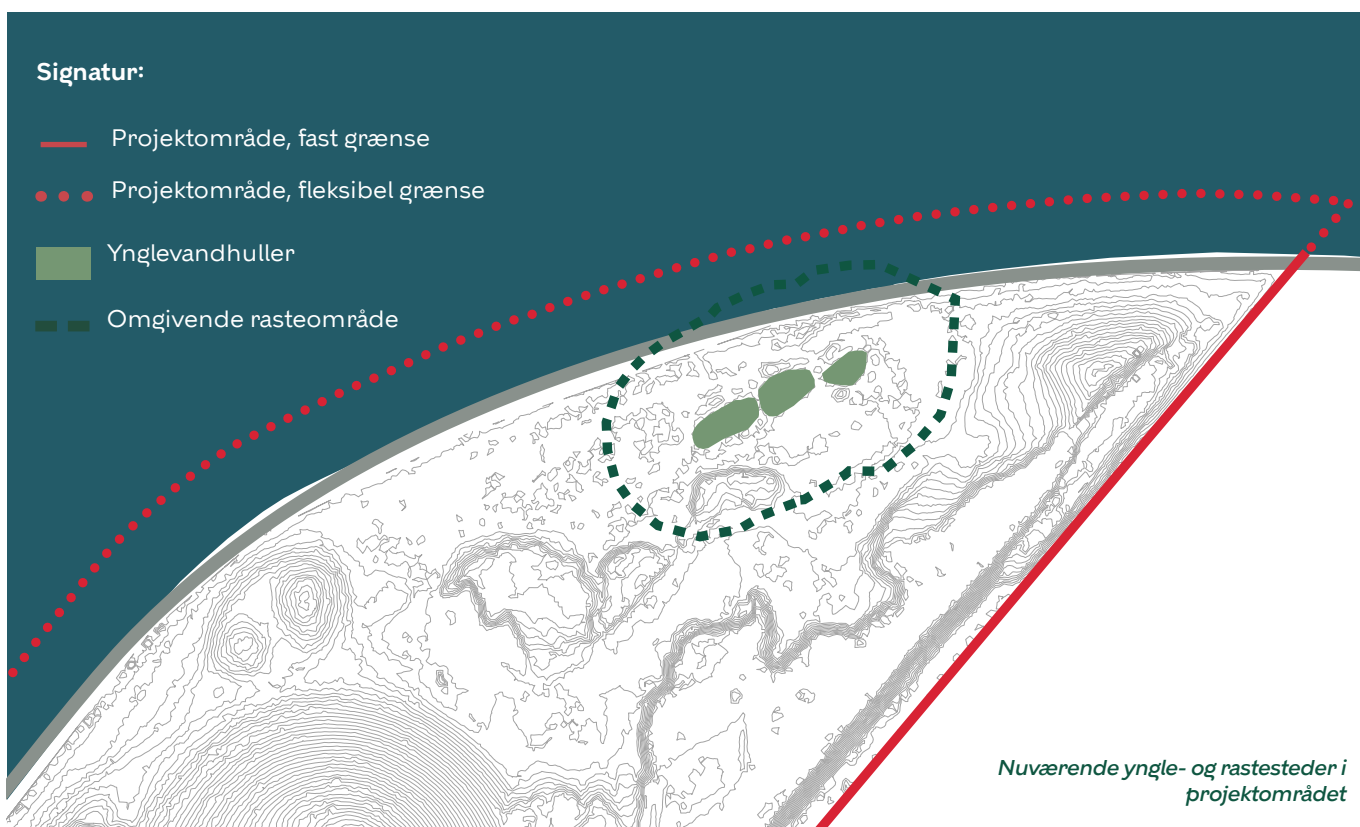 Signatur:
Projektområde, fast grænse
Projektområde, fleksibel grænse
Ynglevandhuller
Omgivende rasteområde
Nuværende yngle- og rastesteder i
projektområdet